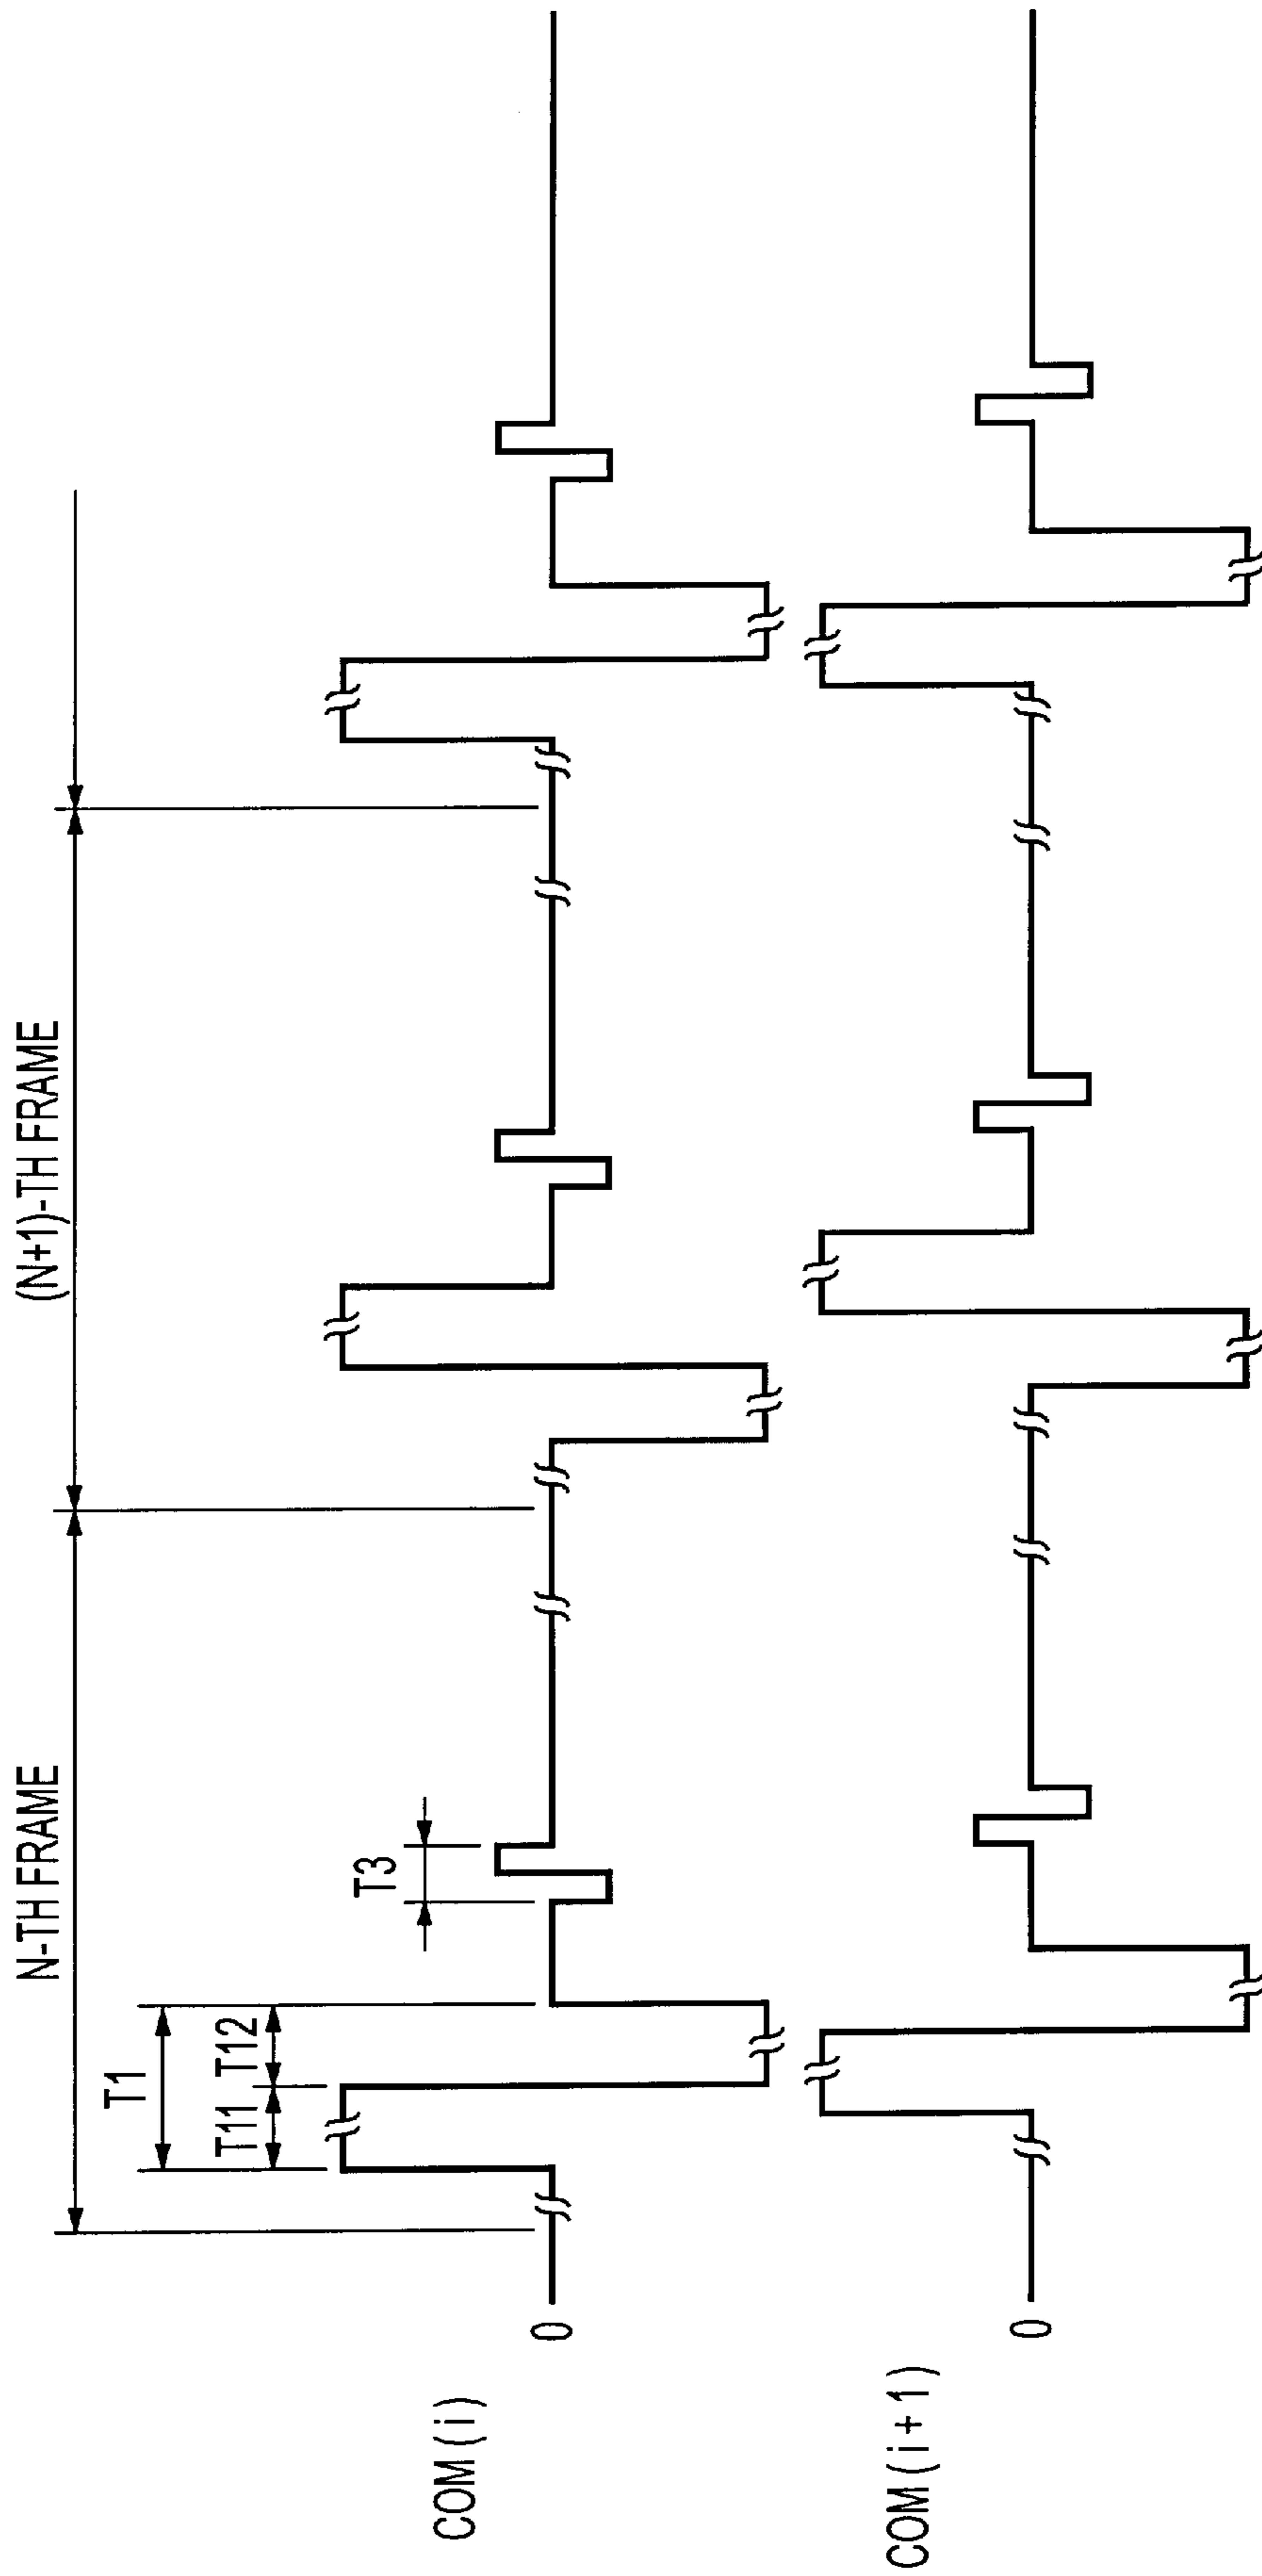 N-TH FRAME
(N+1)-TH FRAME
T1
T11
T12
T3
COM (i)
0
COM (i+1)
0